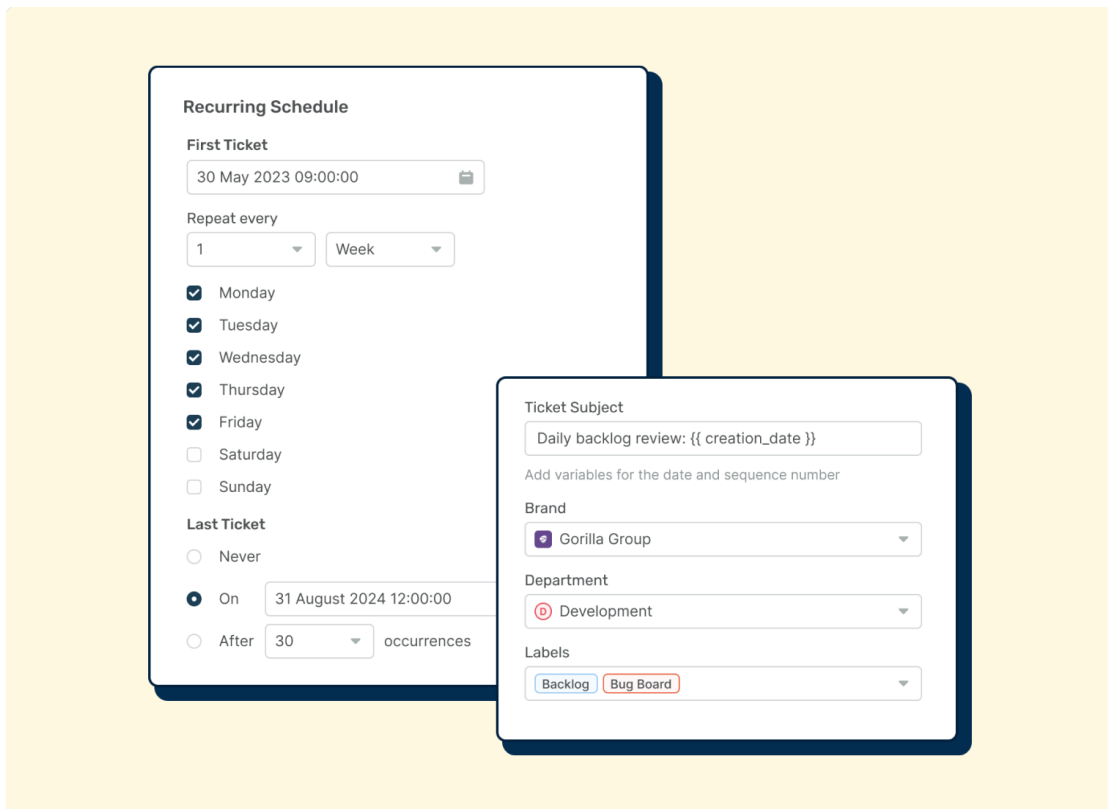 Recurring Schedule
First Ticket
30 May 2023 09:00:00
Repeat every
1 Week
Monday
Tuesday
Wednesday
Thursday
Friday
Saturday
Sunday
Last Ticket
Never
On 31 August 2024 12:00:00
After 30 occurrences
Ticket Subject
Daily backlog review: {{ creation_date }}
Add variables for the date and sequence number
Brand
Gorilla Group
Department
D Development
Labels
Backlog Bug Board